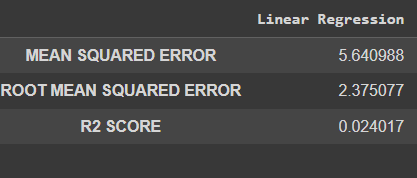 Linear Regression
MEAN SQUARED ERROR 5.640988
ROOT MEAN SQUARED ERROR 2.375077
R2 SCORE 0.024017